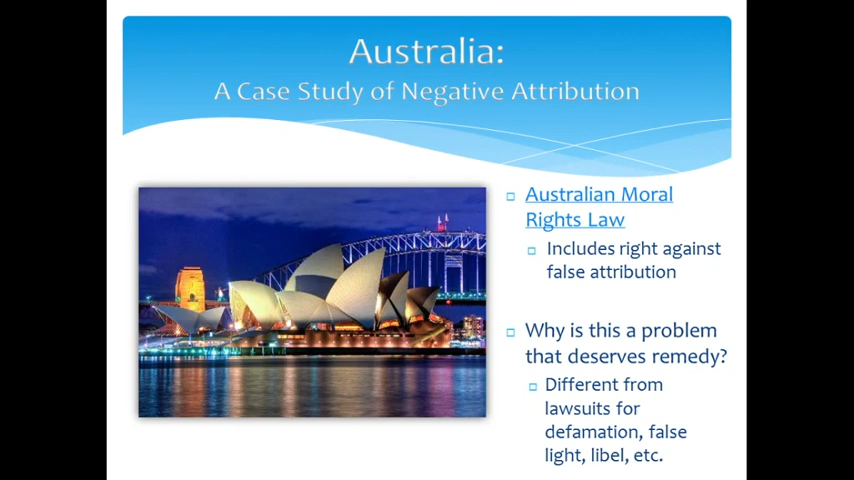 Australia:
A Case Study of Negative Attribution
Australian Moral
Rights Law
Includes right against
false attribution
Why is this a problem
that deserves remedy?
Different from
lawsuits for
defamation, false
light, libel, etc.